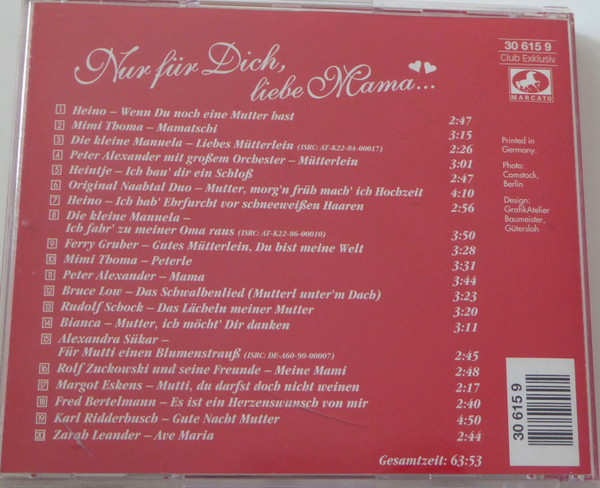 Nur für Dich,
liebe Mama...
30 615 9
Club Exklusiv
MARCATO
1 Heino – Wenn Du noch eine Mutter hast 2:47
2 Mimi Thoma – Mamatschi 3:15
3 Die kleine Manuela – Liebes Mütterlein (ISRC: AT-K22-84-00017) 2:26
4 Peter Alexander mit großem Orchester – Mütterlein 3:01
5 Heintje – Ich bau' dir ein Schloß 2:47
6 Original Naabtal Duo – Mutter, morg'n früh mach' ich Hochzeit 4:10
7 Heino – Ich hab' Ehrfurcht vor schneeweißen Haaren 2:56
8 Die kleine Manuela –
Ich fahr' zu meiner Oma raus (ISRC: AT-K22-86-00010) 3:50
9 Ferry Gruber – Gutes Mütterlein, Du bist meine Welt 3:28
10 Mimi Thoma – Peterle 3:31
11 Peter Alexander – Mama 3:44
12 Bruce Low – Das Schwalbenlied (Mutterl unter'm Dach) 3:23
13 Rudolf Schock – Das Lächeln meiner Mutter 3:20
14 Bianca – Mutter, ich möcht' Dir danken 3:11
15 Alexandra Sükar –
Für Mutti einen Blumenstrauß (ISRC: DE-A60-90-00007) 2:45
16 Rolf Zuckowski und seine Freunde – Meine Mami 2:48
17 Margot Eskens – Mutti, du darfst doch nicht weinen 2:17
18 Fred Bertelmann – Es ist ein Herzenswunsch von mir 2:40
19 Karl Ridderbusch – Gute Nacht Mutter 4:50
20 Zarah Leander – Ave Maria 2:44
Gesamtzeit: 63:53
Printed in
Germany.
Photo:
Comstock,
Berlin
Design:
GrafikAtelier
Baumeister,
Gütersloh
30 615 9